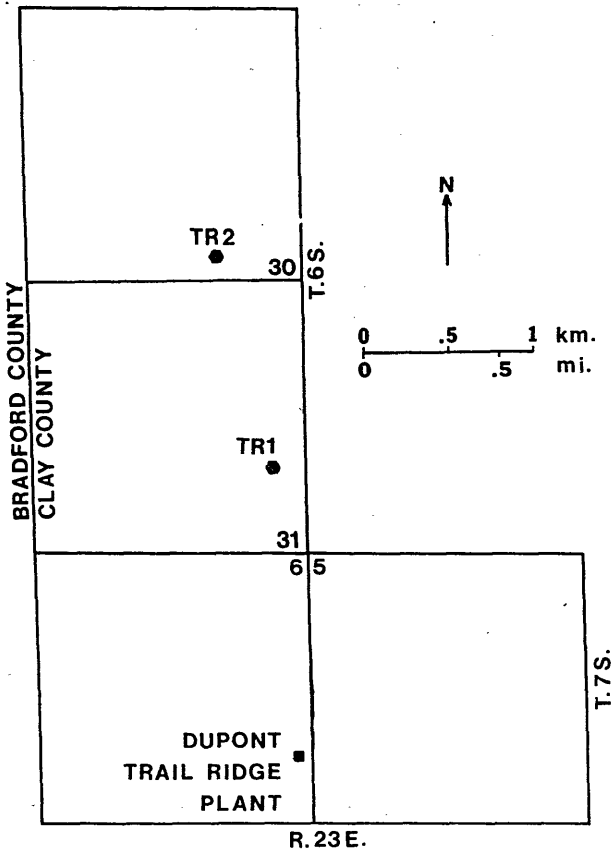 N
TR2
30
T.6S.
0 .5 1 km.
0 .5 mi.
BRADFORD COUNTY
CLAY COUNTY
TR1
31
6 5
T.7S.
DUPONT
TRAIL RIDGE
PLANT
R.23E.